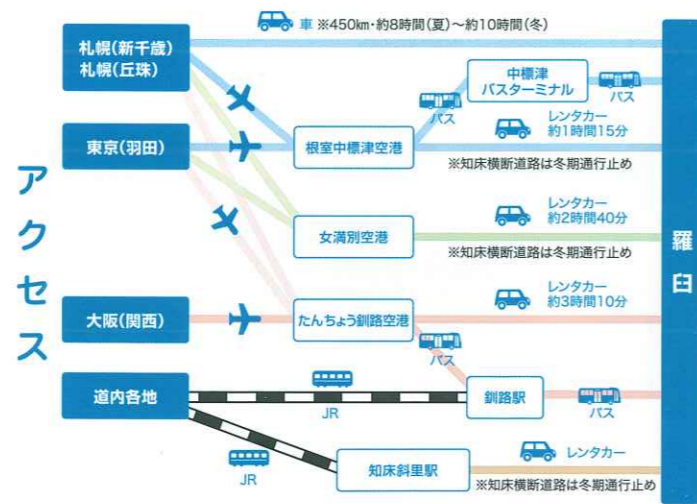 アクセス
車 ※450km・約8時間(夏)～約10時間(冬)
札幌(新千歳)
札幌(丘珠)
中標津
バスターミナル
バス
バス
レンタカー
約1時間15分
東京(羽田)
根室中標津空港
※知床横断道路は冬期通行止め
レンタカー
約2時間40分
女満別空港
※知床横断道路は冬期通行止め
羅臼
レンタカー
約3時間10分
大阪(関西)
たんちょう釧路空港
バス
道内各地
JR
釧路駅
バス
JR
知床斜里駅
レンタカー
※知床横断道路は冬期通行止め